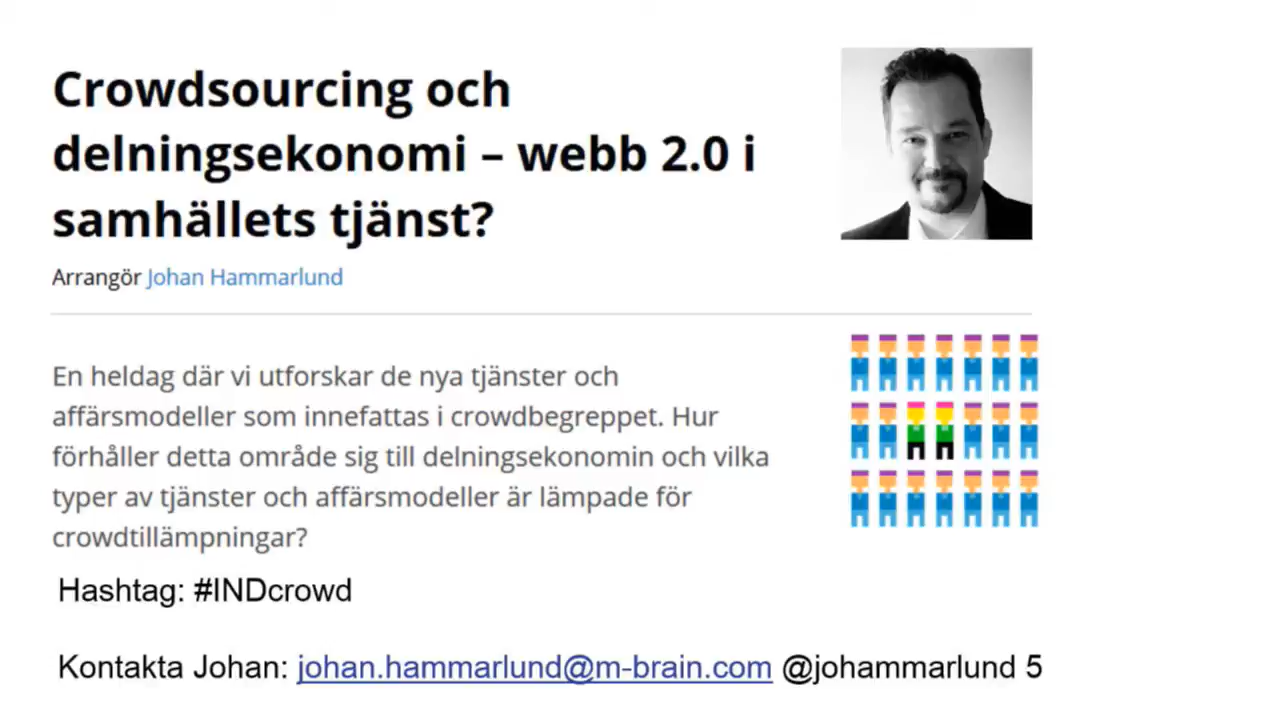 Crowdsourcing och
delningsekonomi – webb 2.0 i
samhällets tjänst?
Arrangör Johan Hammarlund
En heldag där vi utforskar de nya tjänster och
affärsmodeller som innefattas i crowdbegreppet. Hur
förhåller detta område sig till delningsekonomin och vilka
typer av tjänster och affärsmodeller är lämpade för
crowdtillämpningar?
Hashtag: #INDcrowd
Kontakta Johan: johan.hammarlund@m-brain.com @johammarlund 5